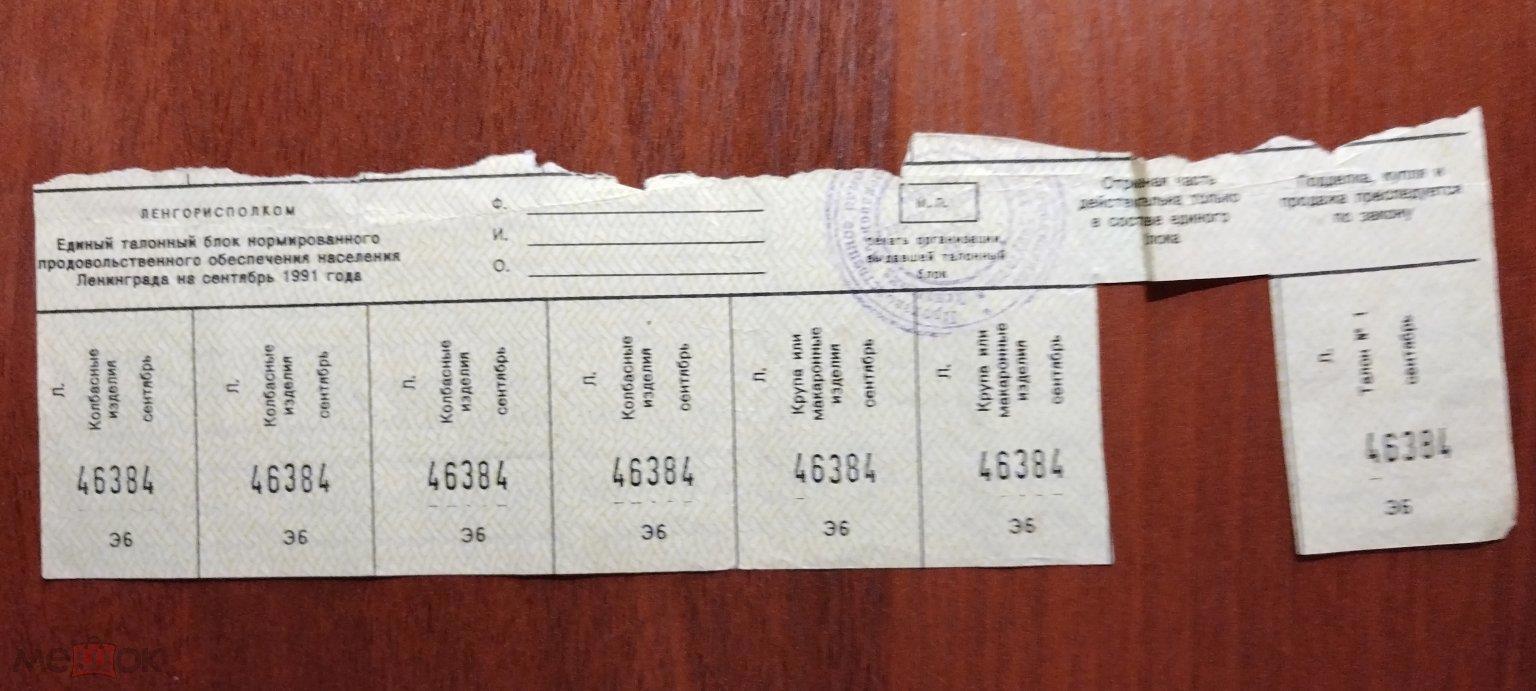 ЛЕНГОРИСПОЛКОМ
Единый талонный блок нормированного
продовольственного обеспечения населения
Ленинграда на сентябрь 1991 года
Ф.
И.
О.
М.П.
печать организации,
выдавшей талонный
блок
Отрывная часть
действительна только
в составе единого
блока
Подделка, купля и
продажа преследуется
по закону
Л.
Колбасные
изделия
сентябрь
46384
Э6
Л.
Колбасные
изделия
сентябрь
46384
Э6
Л.
Колбасные
изделия
сентябрь
46384
Э6
Л.
Колбасные
изделия
сентябрь
46384
Э6
Л.
Крупа или
макаронные
изделия
сентябрь
46384
Э6
Л.
Крупа или
макаронные
изделия
сентябрь
46384
Э6
Л.
Талон № 1
сентябрь
46384
Э6
мешок